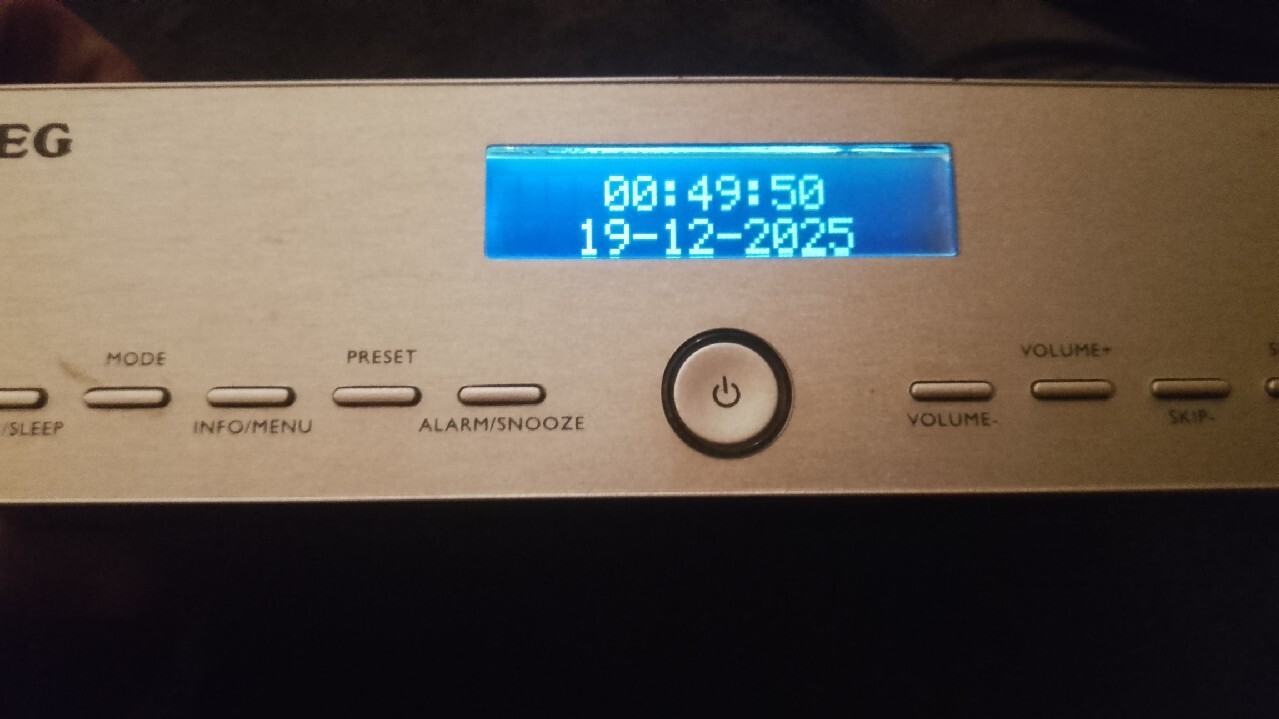 EG
00:49:50
19-12-2025
MODE
PRESET
VOLUME+
/SLEEP
INFO/MENU
ALARM/SNOOZE
VOLUME-
SKIP-